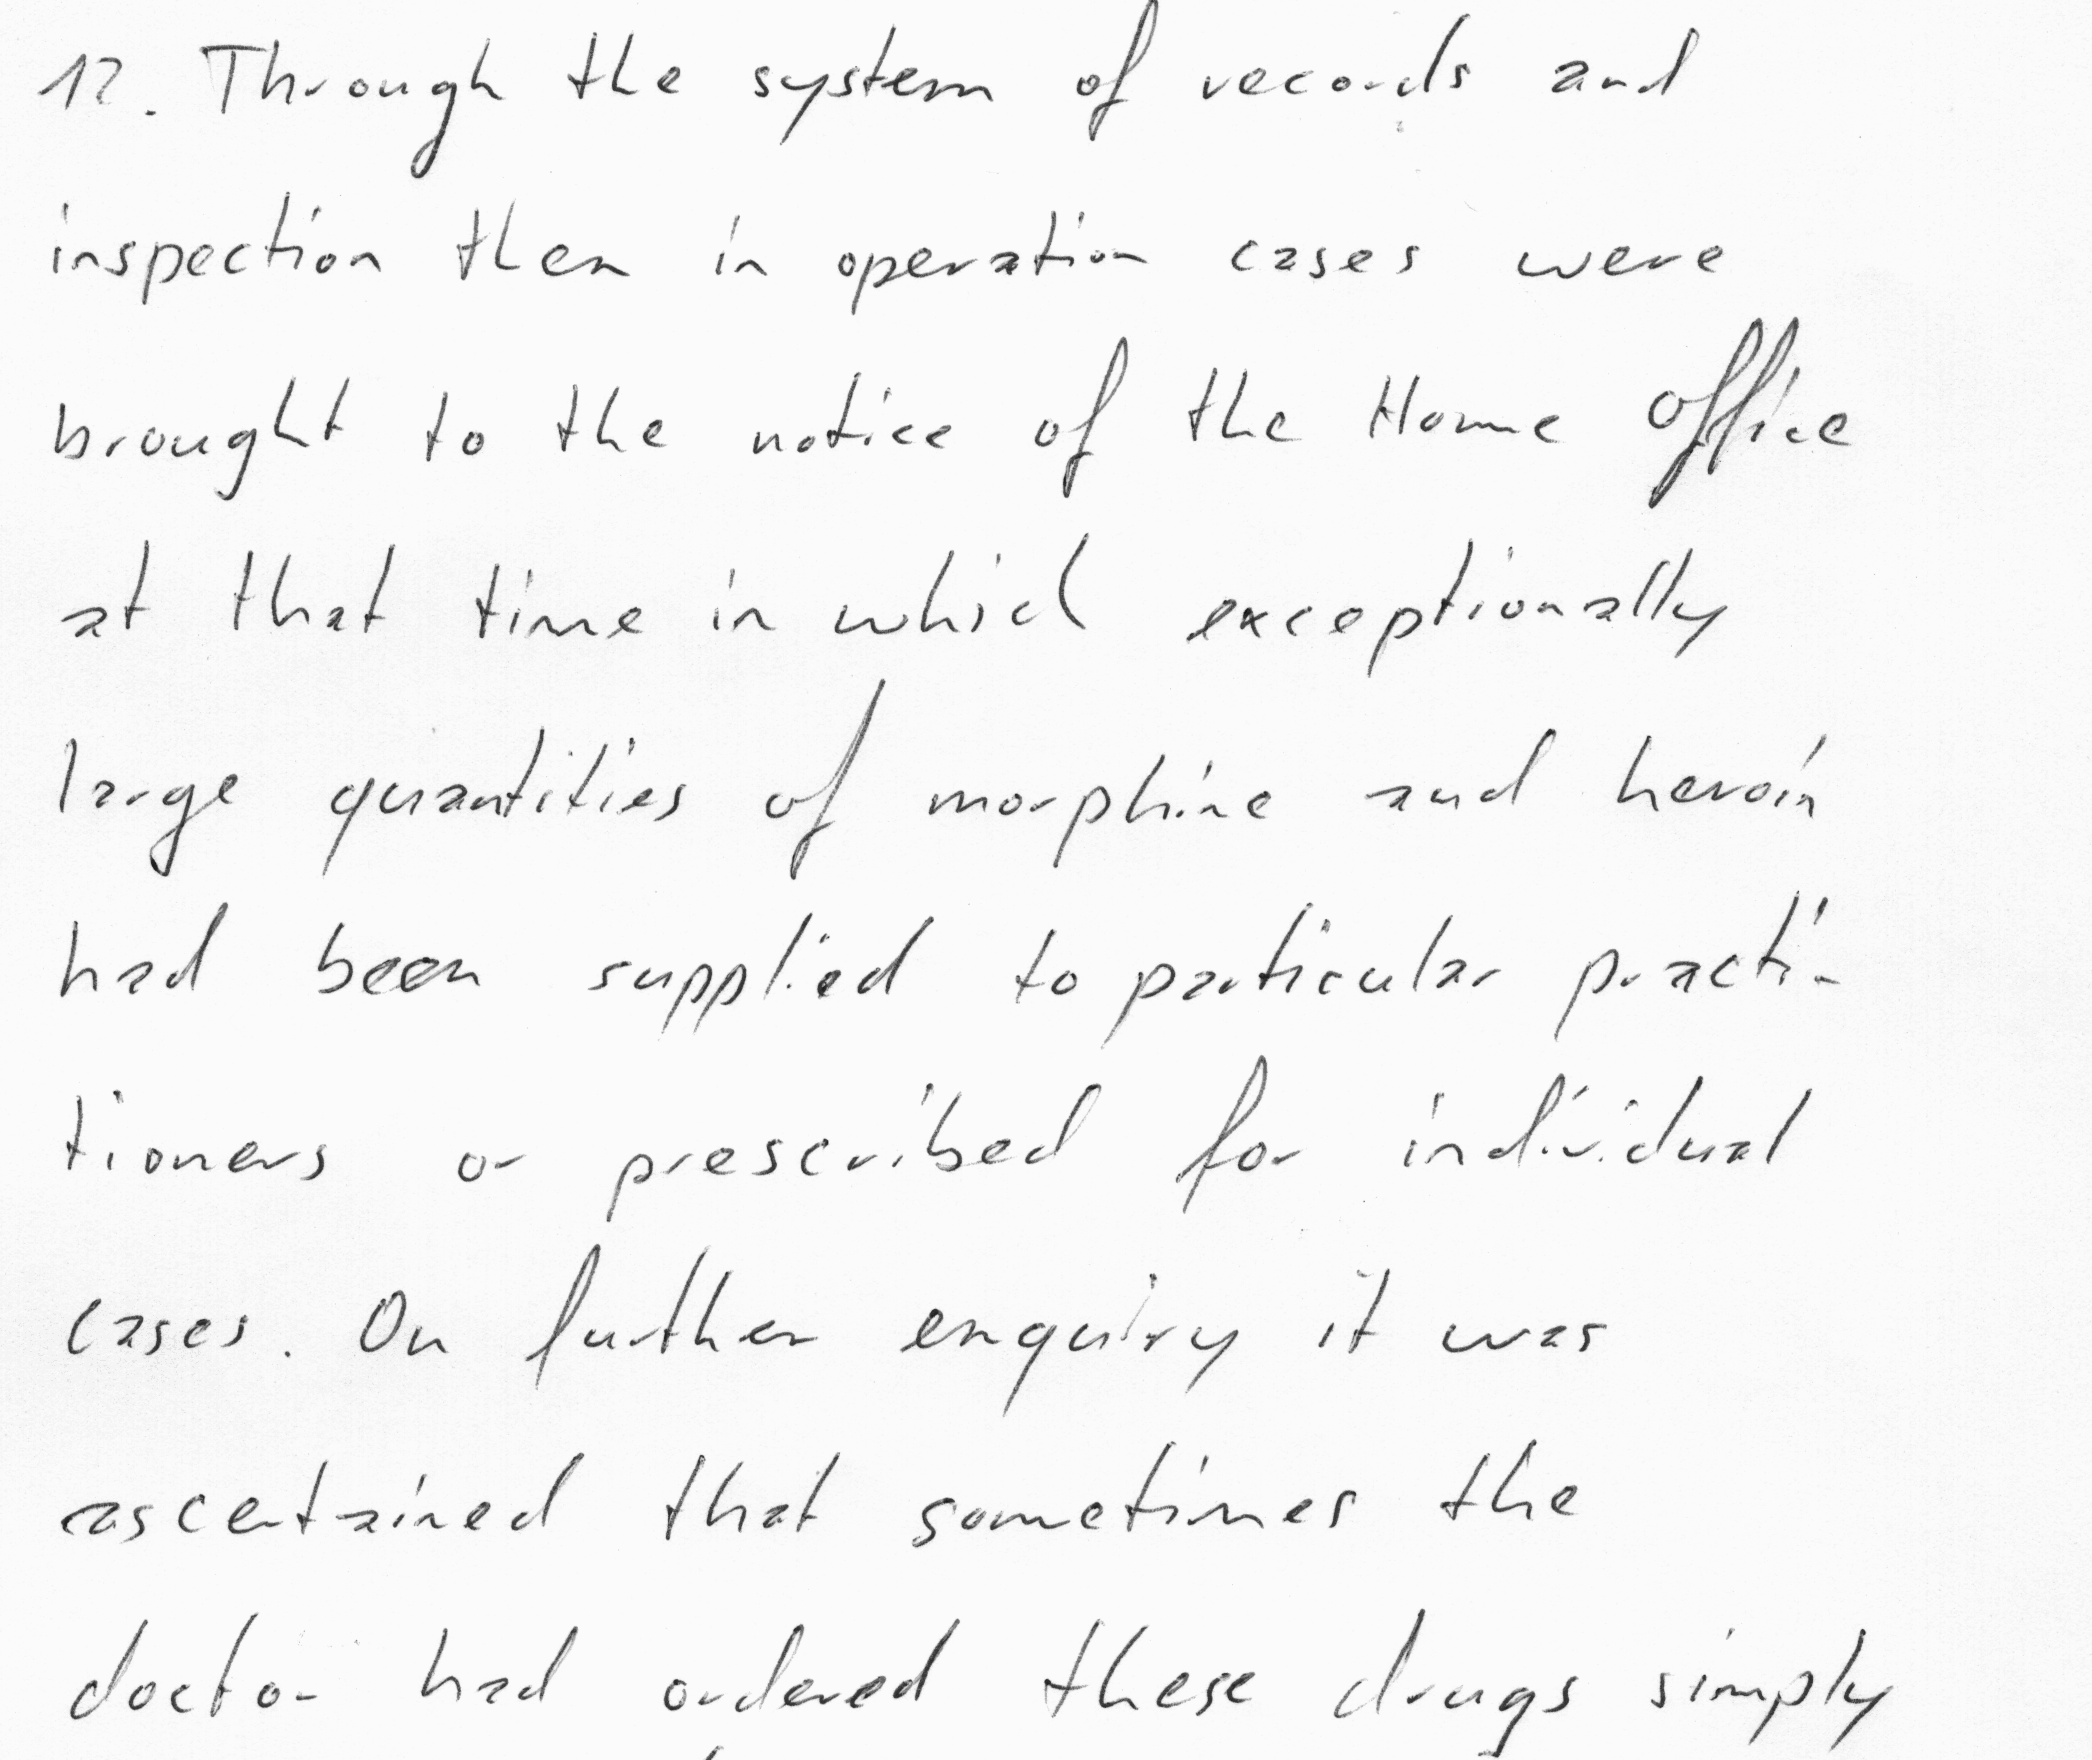 12. Through the system of records and
inspection then in operation cases were
brought to the notice of the Home Office
at that time in which exceptionally
large quantities of morphine and heroin
had been supplied to particular practi-
tioners or prescribed for individual
cases. On further enquiry it was
ascertained that sometimes the
doctor had ordered these drugs simply